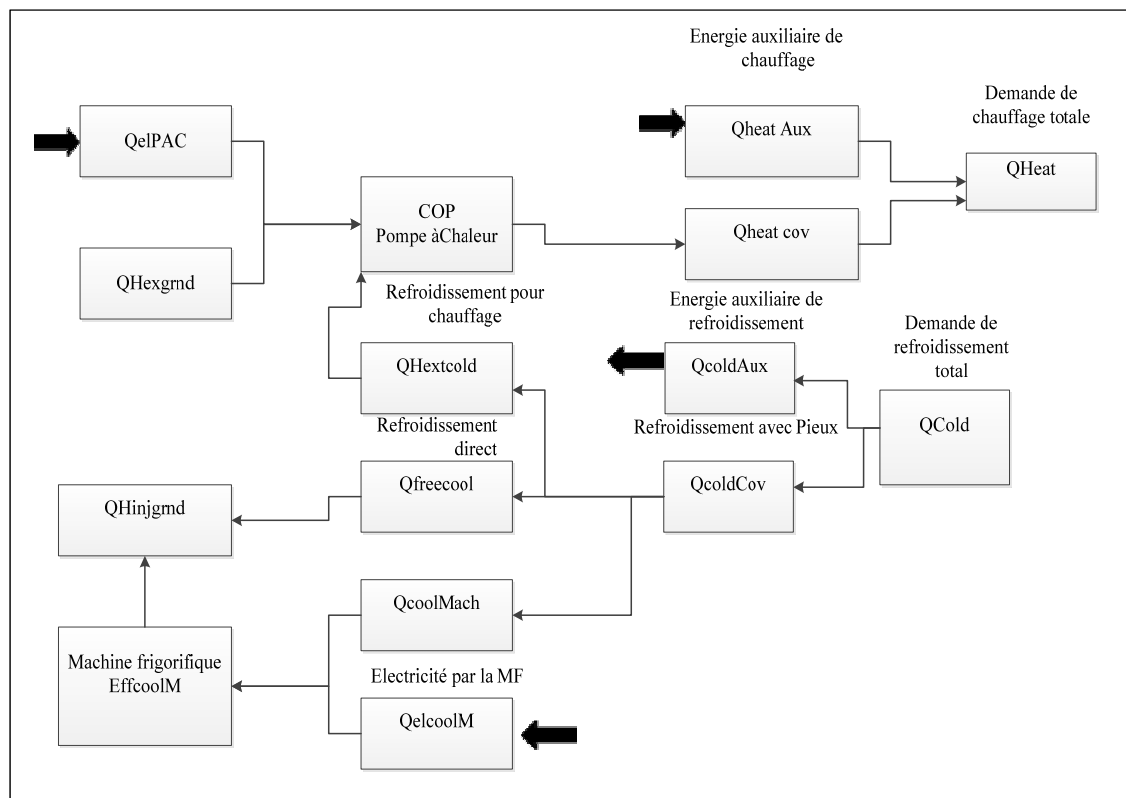 Energie auxiliaire de
chauffage
Demande de
chauffage totale
QelPAC
Qheat Aux
QHeat
COP
Pompe àChaleur
Qheat cov
QHexgrnd
Refroidissement pour
chauffage
Energie auxiliaire de
refroidissement
Demande de
refroidissement
total
QHextcold
QcoldAux
QCold
Refroidissement
direct
Refroidissement avec Pieux
Qfreecool
QcoldCov
QHinjgrnd
QcoolMach
Machine frigorifique
EffcoolM
Electricité par la MF
QelcoolM